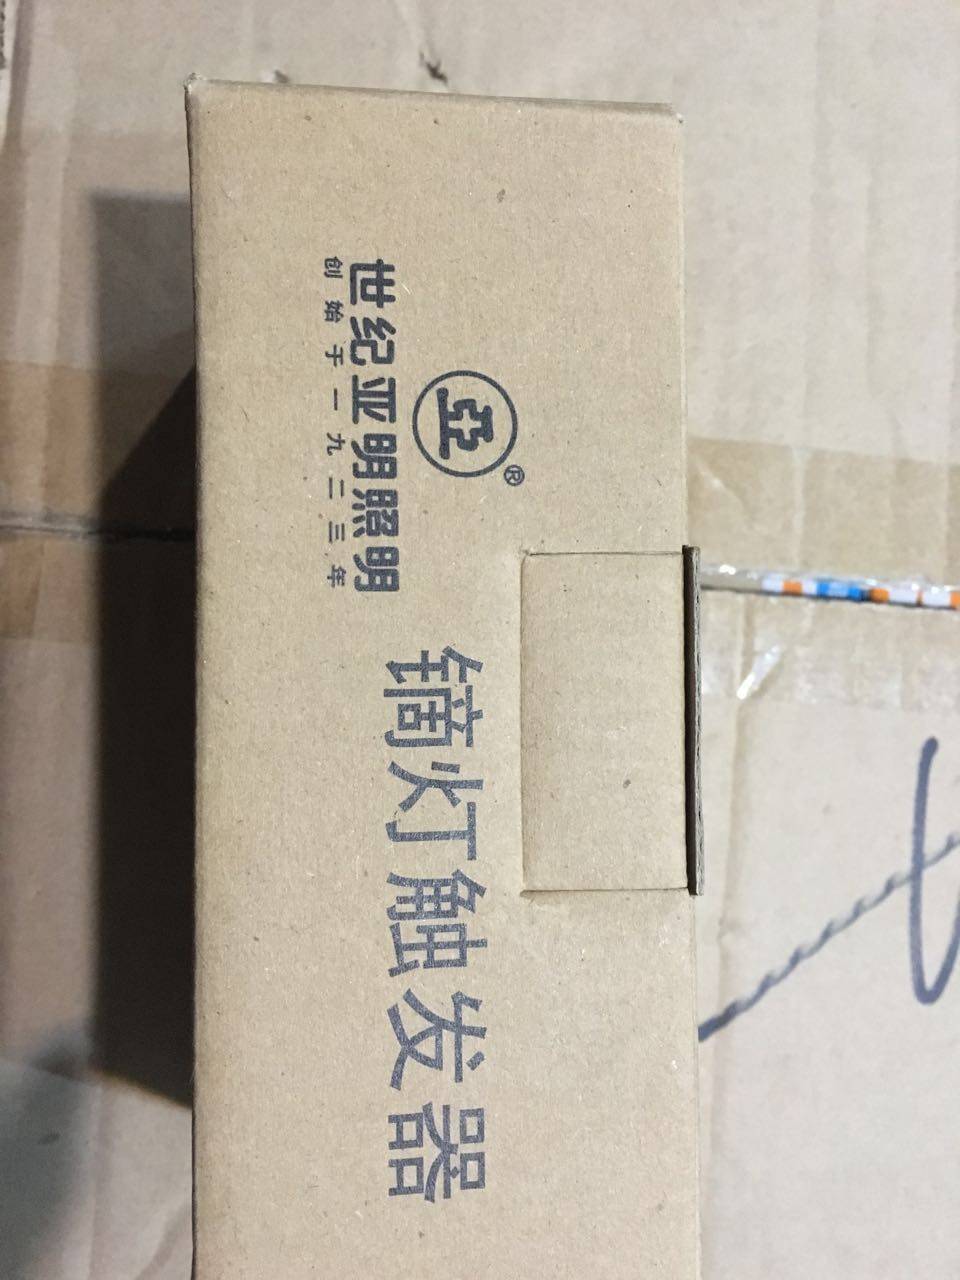 亞®
世纪亚明照明
创始于一九二三年
镝灯触发器